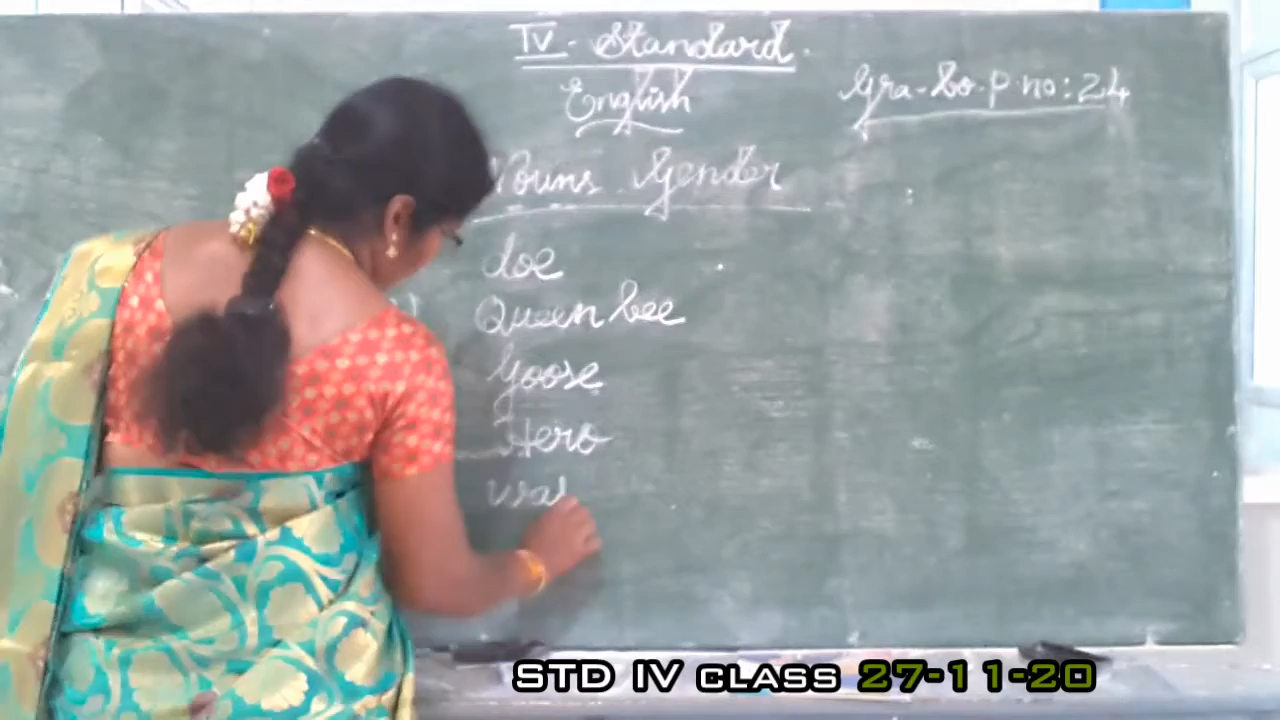 IV - Standard.
English
Gra-bo.P.no:24
Nouns - Gender
doe
Queen bee
Goose
Hero
wai
STD IV CLASS 27-11-20